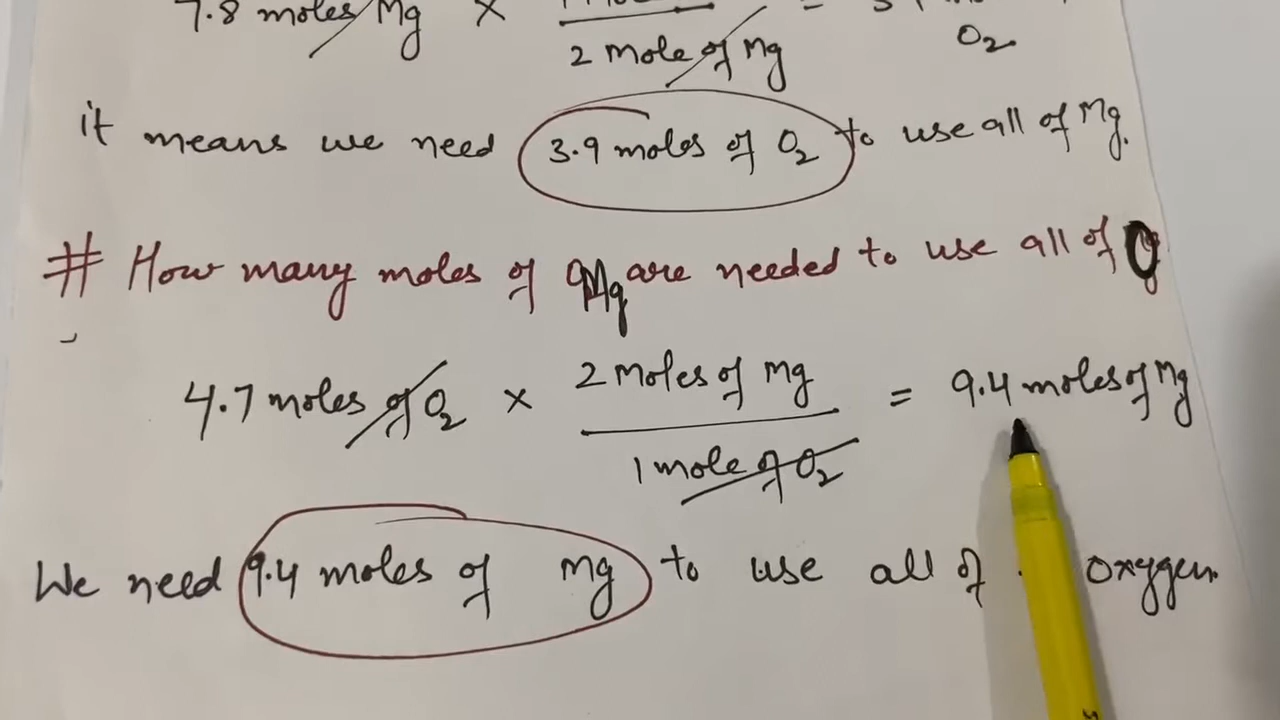 7.8 moles Mg × 2 mole of Mg = O2
it means we need 3.9 moles of O2 to use all of Mg.
# How many moles of Mg are needed to use all of O
4.7 moles of O2 × 2 Moles of Mg / 1 mole of O2 = 9.4 moles of Mg
We need 9.4 moles of Mg to use all of oxygen.